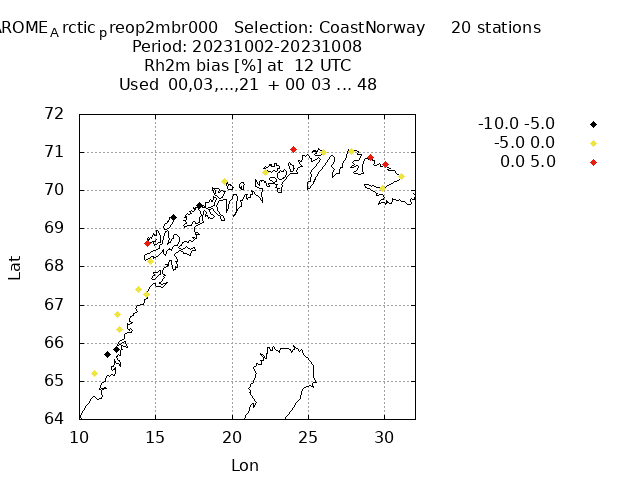 AROME_Arctic_preop2mbr000 Selection: CoastNorway 20 stations
Period: 20231002-20231008
Rh2m bias [%] at 12 UTC
Used 00,03,...,21 + 00 03 ... 48
-10.0 -5.0
-5.0 0.0
0.0 5.0
72
71
70
69
68
67
66
65
64
Lat
10 15 20 25 30
Lon